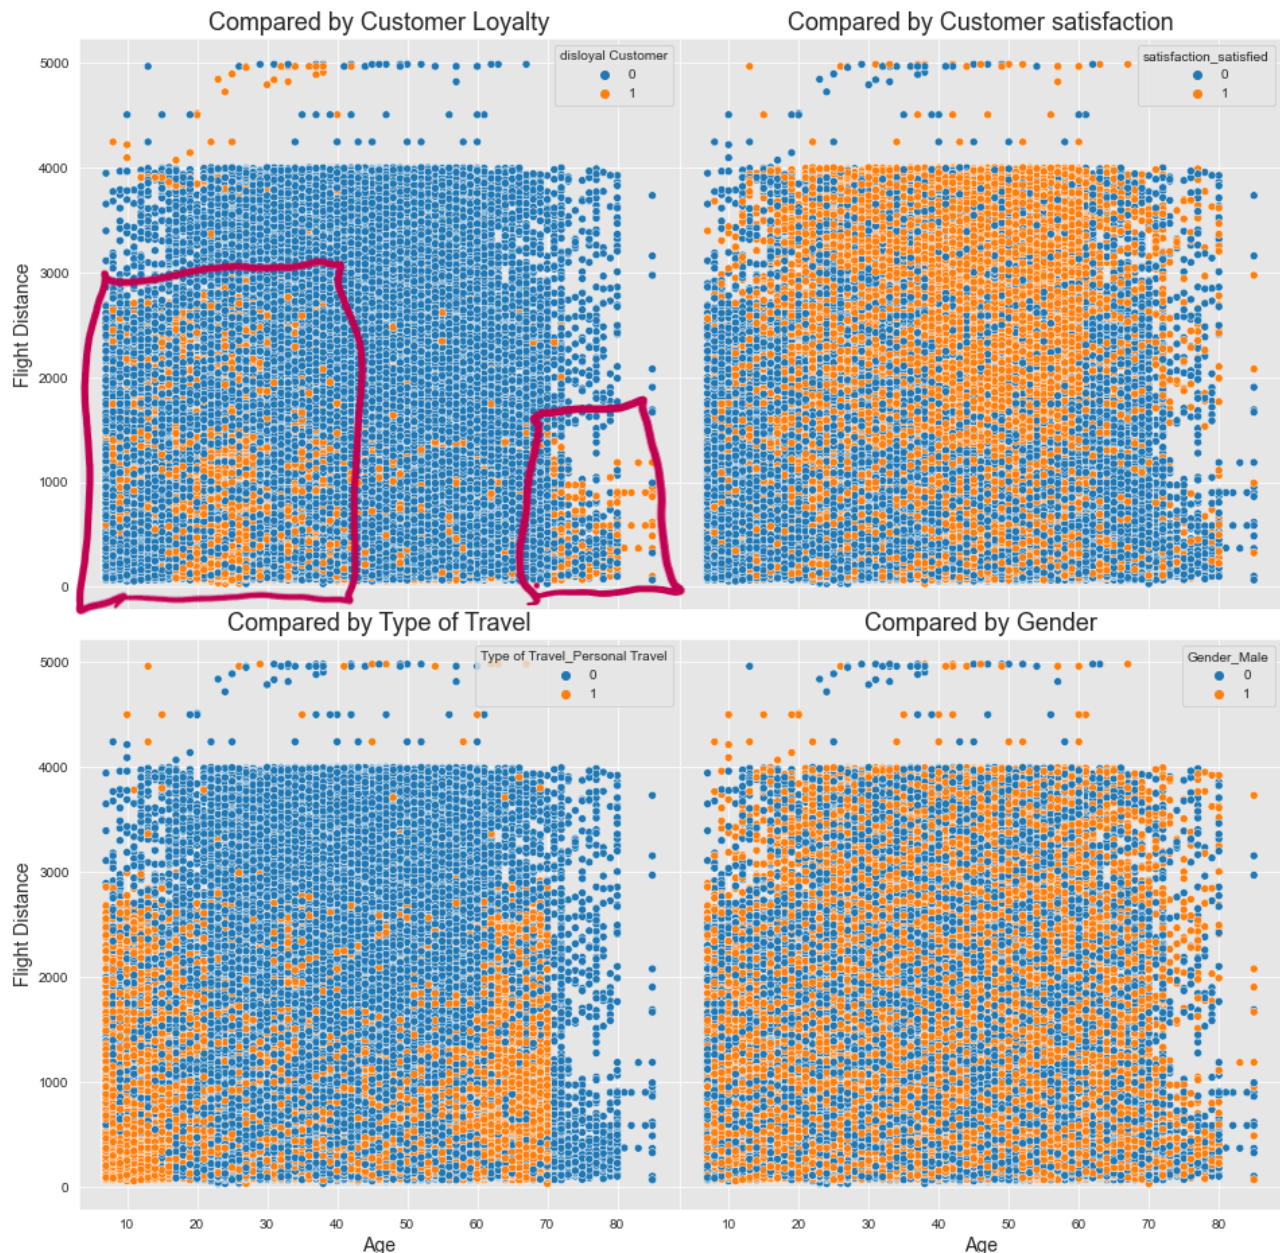 Compared by Customer Loyalty
Compared by Customer satisfaction
disloyal Customer
0
1
satisfaction_satisfied
0
1
5000
4000
3000
2000
1000
0
Flight Distance
Compared by Type of Travel
Compared by Gender
Type of Travel_Personal Travel
0
1
Gender_Male
0
1
5000
4000
3000
2000
1000
0
Flight Distance
10 20 30 40 50 60 70 80
10 20 30 40 50 60 70 80
Age
Age